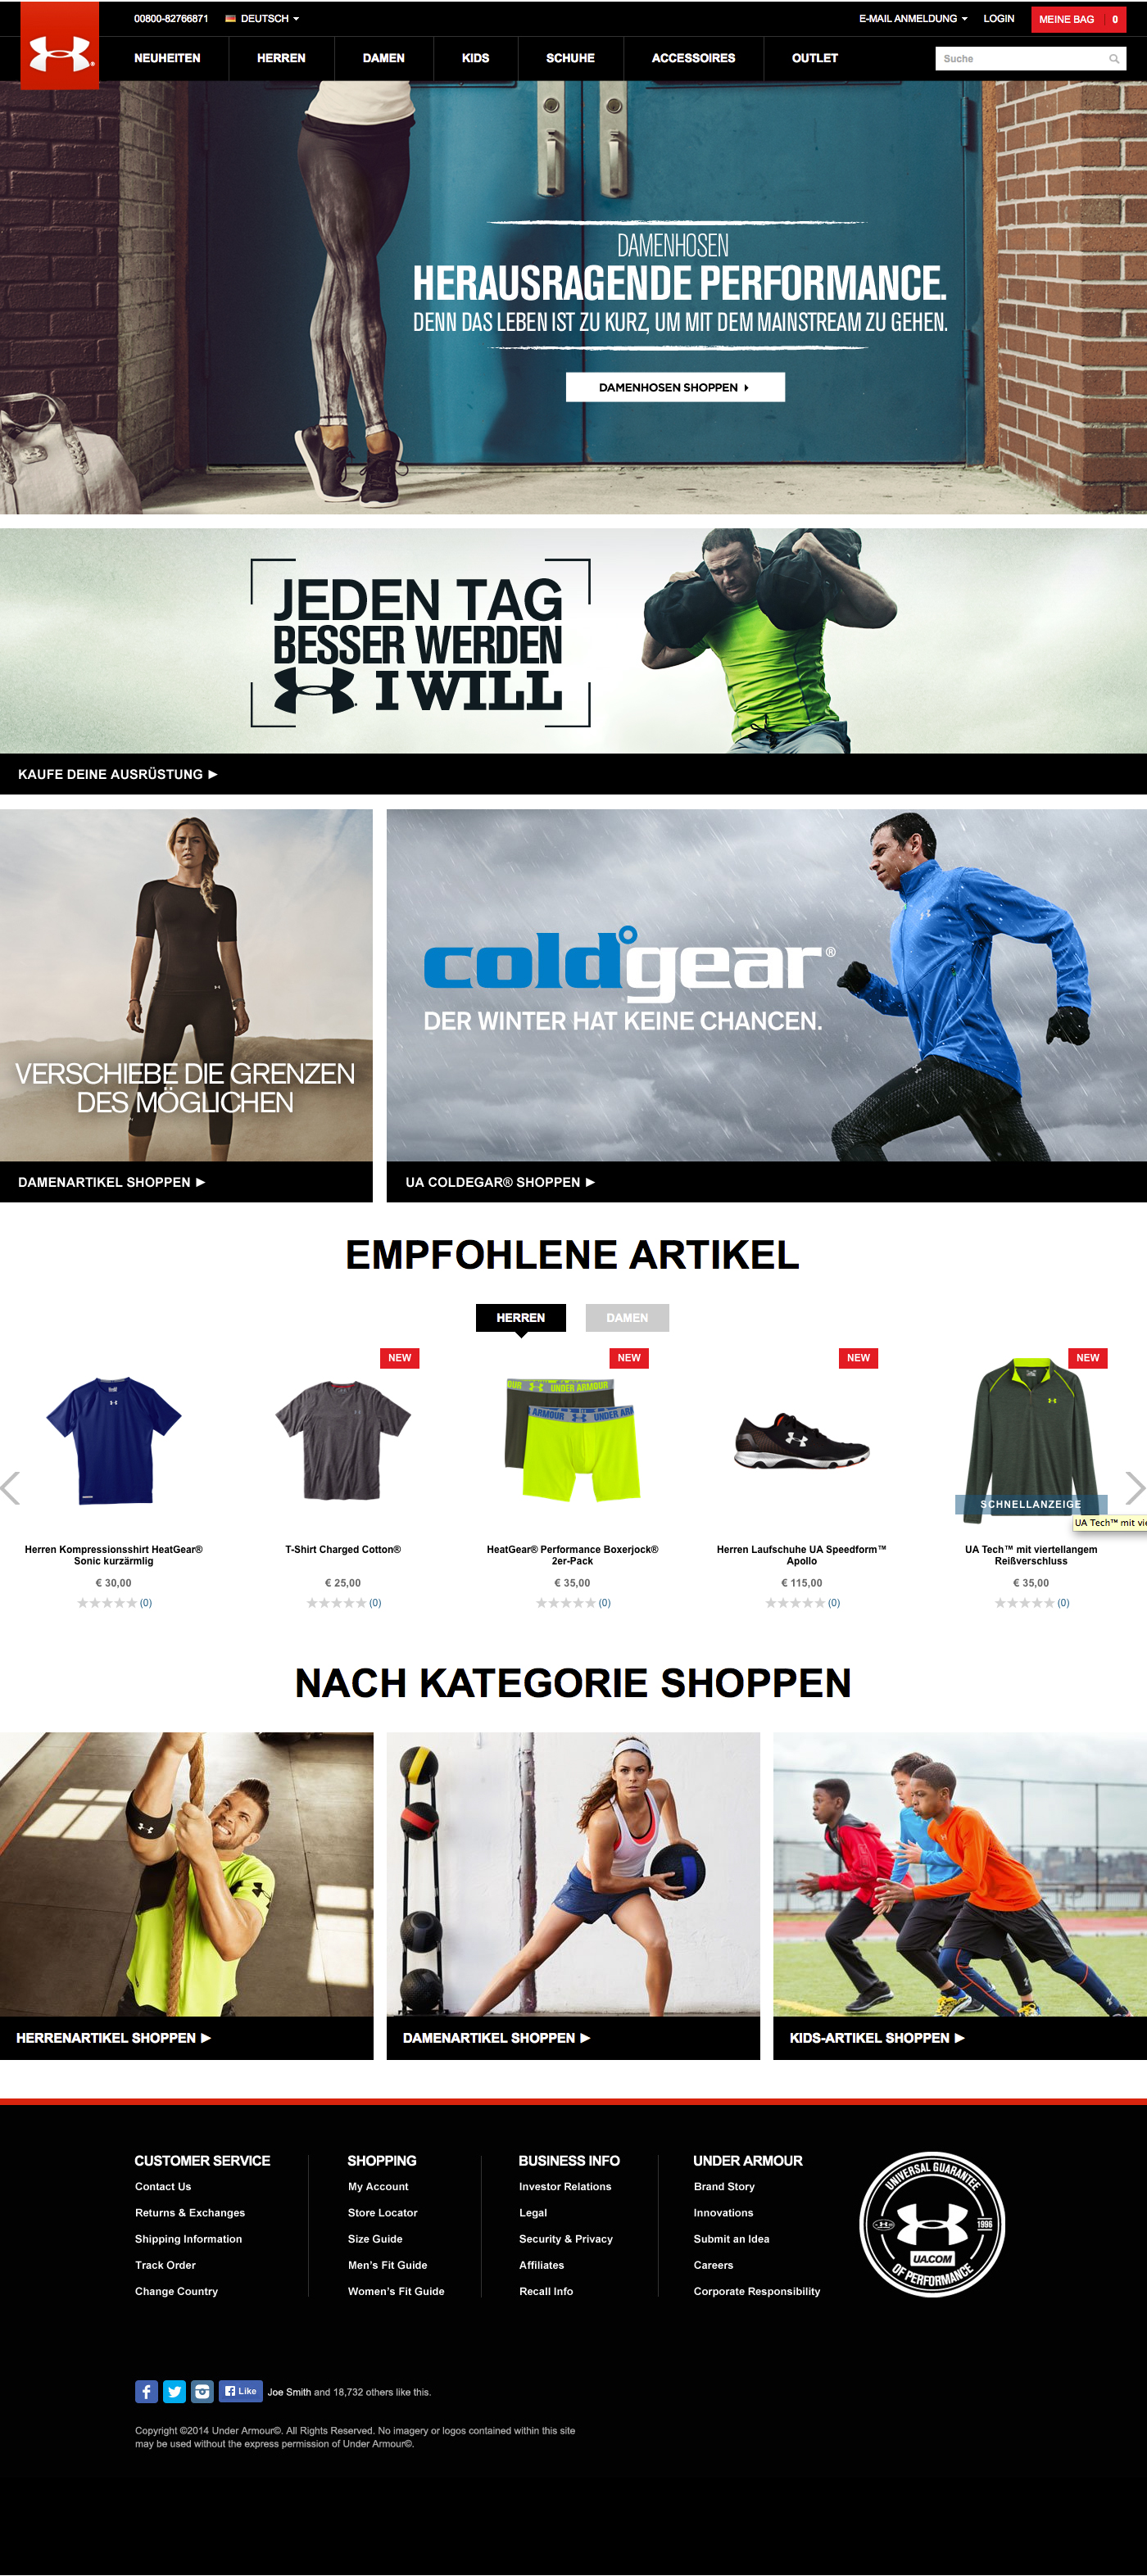 00800-82766871 DEUTSCH
E-MAIL ANMELDUNG LOGIN MEINE BAG 0
NEUHEITEN HERREN DAMEN KIDS SCHUHE ACCESSOIRES OUTLET Suche
DAMENHOSEN
HERAUSRAGENDE PERFORMANCE.
DENN DAS LEBEN IST ZU KURZ, UM MIT DEM MAINSTREAM ZU GEHEN.
DAMENHOSEN SHOPPEN
JEDEN TAG
BESSER WERDEN
I WILL
KAUFE DEINE AUSRÜSTUNG
VERSCHIEBE DIE GRENZEN
DES MÖGLICHEN
DAMENARTIKEL SHOPPEN
coldgear®
DER WINTER HAT KEINE CHANCEN.
UA COLDEGAR® SHOPPEN
EMPFOHLENE ARTIKEL
HERREN DAMEN
NEW NEW NEW NEW
OUR UNDER ARMOUR
ARMOUR UNDER AR
SCHNELLANZEIGE
UA Tech™ mit vie
Herren Kompressionsshirt HeatGear®
Sonic kurzärmlig
€ 30,00
(0)
T-Shirt Charged Cotton®
€ 25,00
(0)
HeatGear® Performance Boxerjock®
2er-Pack
€ 35,00
(0)
Herren Laufschuhe UA Speedform™
Apollo
€ 115,00
(0)
UA Tech™ mit viertellangem
Reißverschluss
€ 35,00
(0)
NACH KATEGORIE SHOPPEN
HERRENARTIKEL SHOPPEN
DAMENARTIKEL SHOPPEN
KIDS-ARTIKEL SHOPPEN
CUSTOMER SERVICE
Contact Us
Returns & Exchanges
Shipping Information
Track Order
Change Country
SHOPPING
My Account
Store Locator
Size Guide
Men's Fit Guide
Women's Fit Guide
BUSINESS INFO
Investor Relations
Legal
Security & Privacy
Affiliates
Recall Info
UNDER ARMOUR
Brand Story
Innovations
Submit an Idea
Careers
Corporate Responsibility
UNIVERSAL GUARANTEE
1996
UA.COM
OF PERFORMANCE
Like Joe Smith and 18,732 others like this.
Copyright ©2014 Under Armour©. All Rights Reserved. No imagery or logos contained within this site
may be used without the express permission of Under Armour©.